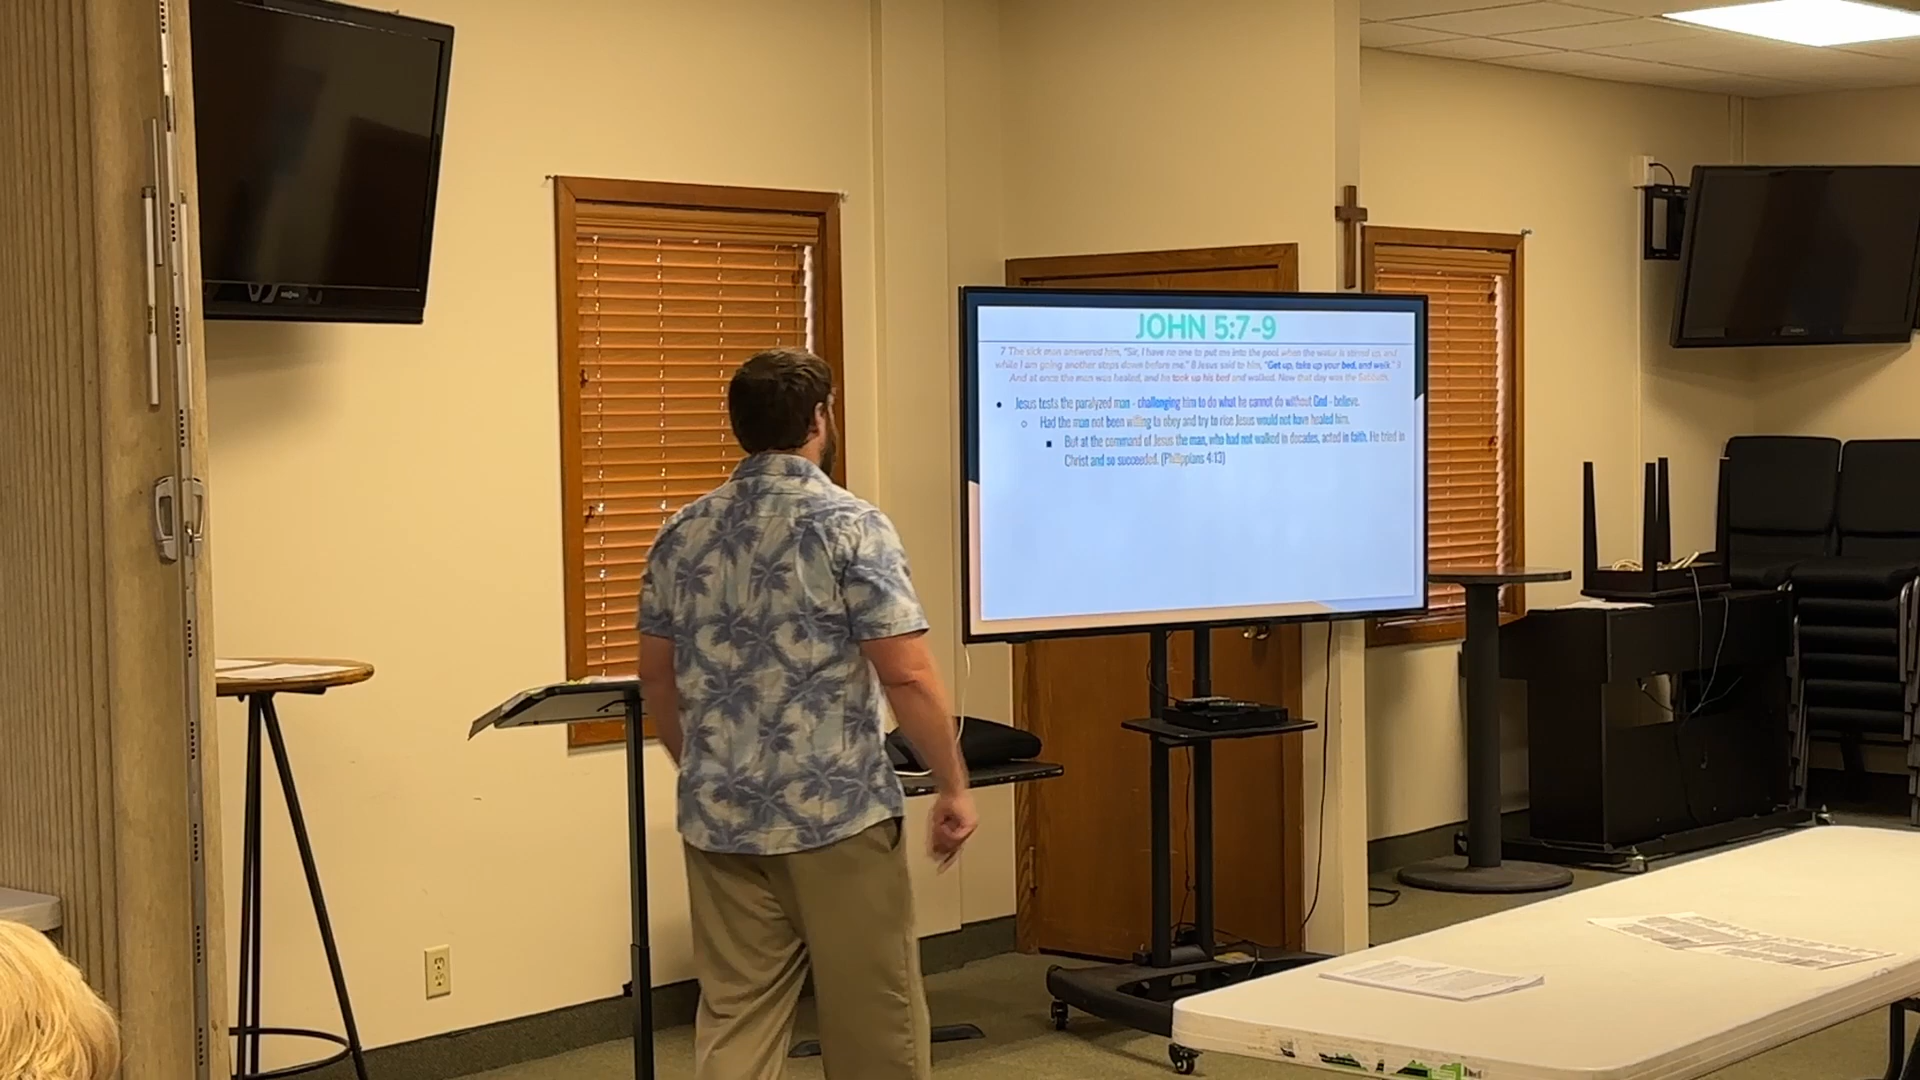 JOHN 5:7-9
7 The sick man answered him, "Sir, I have no one to put me into the pool when the water is stirred up, and
while I am going another steps down before me." 8 Jesus said to him, "Get up, take up your bed, and walk." 9
And at once the man was healed, and he took up his bed and walked. Now that day was the Sabbath.
• Jesus tests the paralyzed man - challenging him to do what he cannot do without God - believe.
○ Had the man not been willing to obey and try to rise Jesus would not have healed him.
■ But at the command of Jesus the man, who had not walked in decades, acted in faith. He tried in
Christ and so succeeded. (Philippians 4:13)